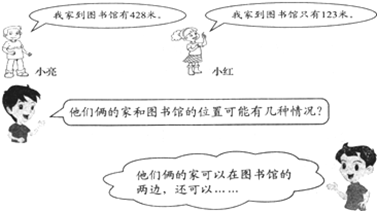 我家到图书馆有428米。
我家到图书馆只有123米。
小亮
小红
他们俩的家和图书馆的位置可能有几种情况?
他们俩的家可以在图书馆的
两边,还可以……